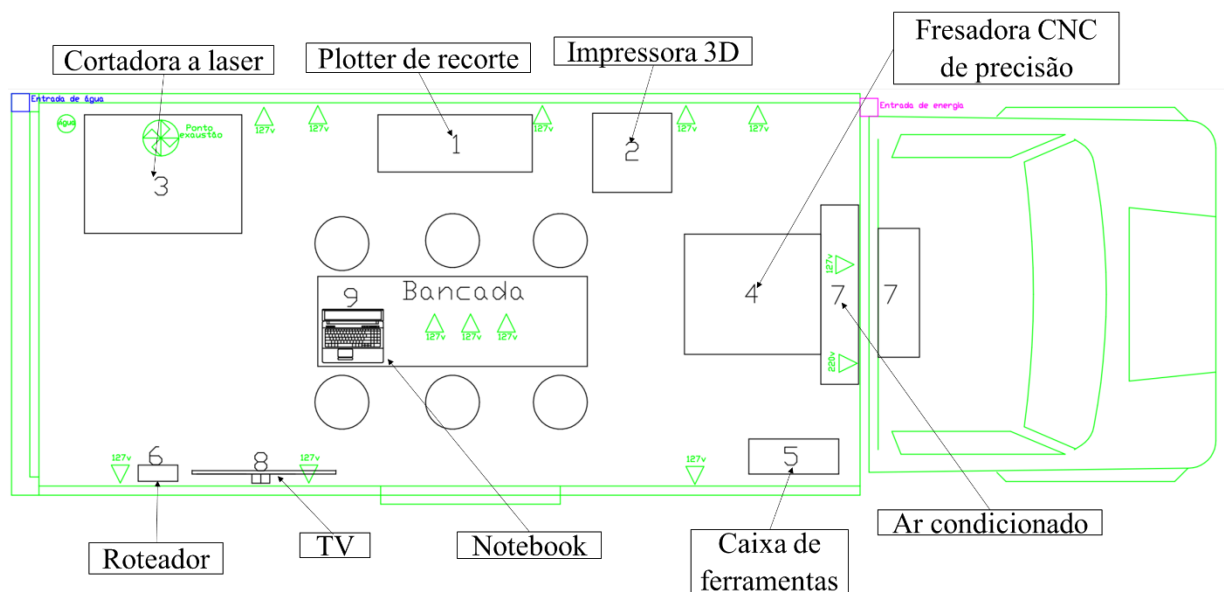 Fresadora CNC
de precisão
Cortadora a laser
Plotter de recorte
Impressora 3D
Entrada de água
Entrada de energia
água
Ponto
exaustão
127v
127v
127v
127v
127v
1
2
3
127v
4
7
7
220v
Bancada
9
127v
127v
127v
127v
6
8
127v
127v
5
Roteador
TV
Notebook
Caixa de
ferramentas
Ar condicionado